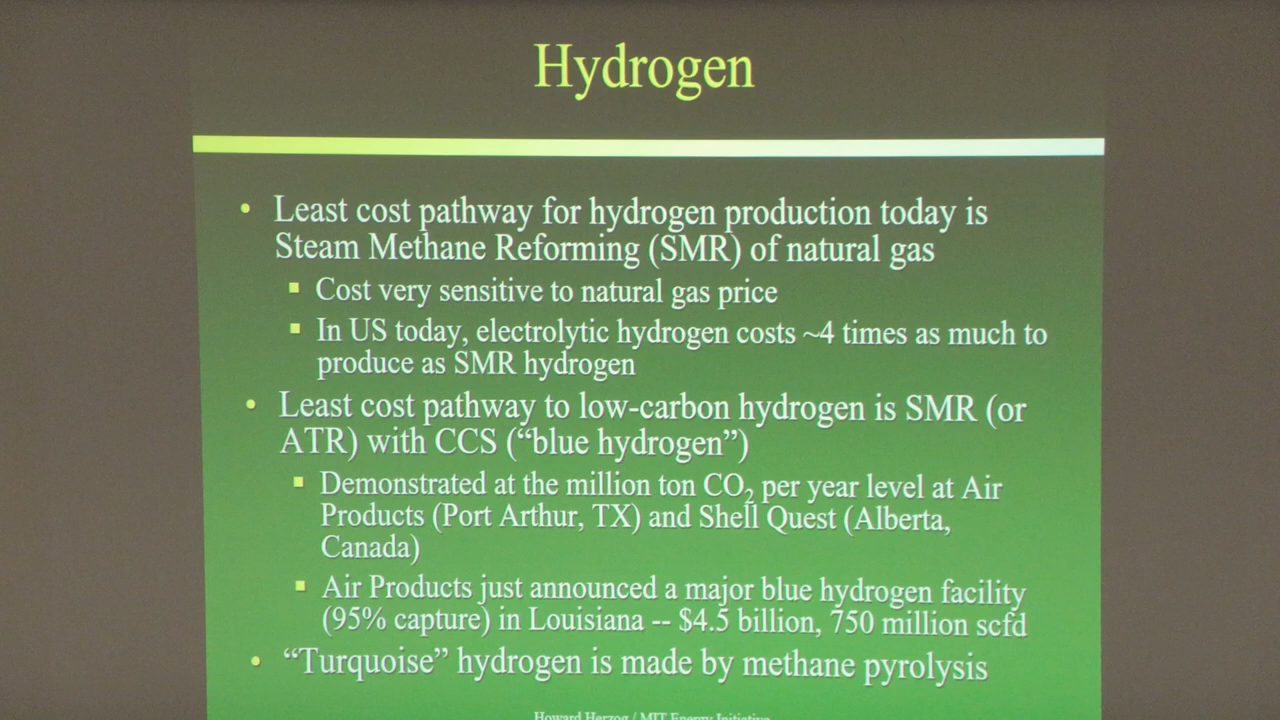 Hydrogen
• Least cost pathway for hydrogen production today is
Steam Methane Reforming (SMR) of natural gas
▪ Cost very sensitive to natural gas price
▪ In US today, electrolytic hydrogen costs ~4 times as much to
produce as SMR hydrogen
• Least cost pathway to low-carbon hydrogen is SMR (or
ATR) with CCS (“blue hydrogen”)
▪ Demonstrated at the million ton CO₂ per year level at Air
Products (Port Arthur, TX) and Shell Quest (Alberta,
Canada)
▪ Air Products just announced a major blue hydrogen facility
(95% capture) in Louisiana -- $4.5 billion, 750 million scfd
• “Turquoise” hydrogen is made by methane pyrolysis
Howard Herzog / MIT Energy Initiative